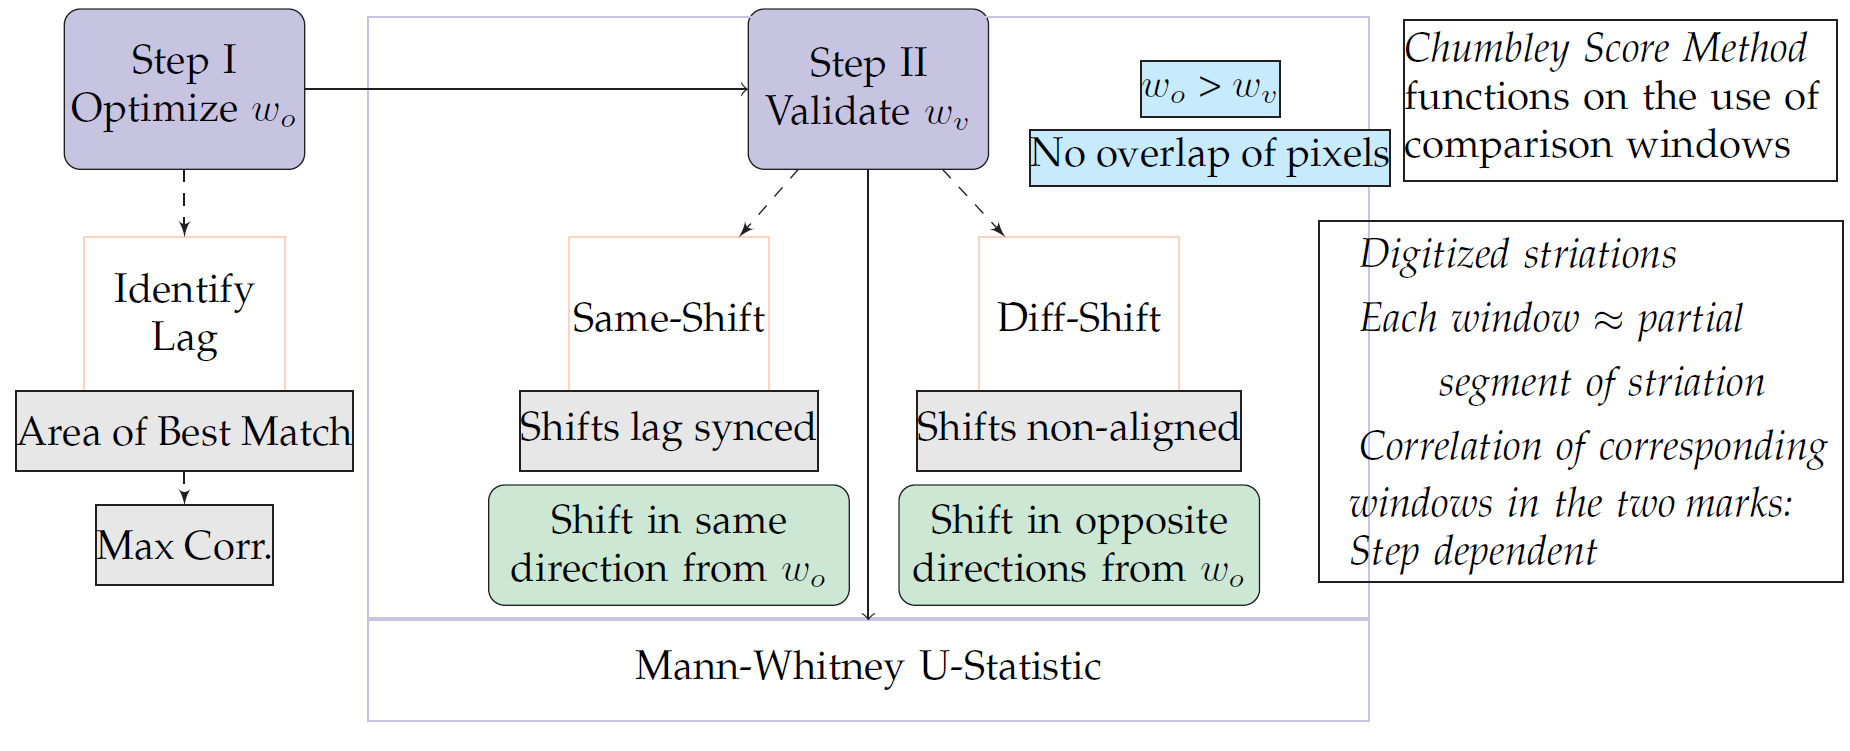 Step I
Optimize w_o
Identify
Lag
Area of Best Match
Max Corr.
Step II
Validate w_v
w_o > w_v
No overlap of pixels
Same-Shift
Shifts lag synced
Shift in same
direction from w_o
Diff-Shift
Shifts non-aligned
Shift in opposite
directions from w_o
Mann-Whitney U-Statistic
Chumbley Score Method
functions on the use of
comparison windows
Digitized striations
Each window ≈ partial
segment of striation
Correlation of corresponding
windows in the two marks:
Step dependent